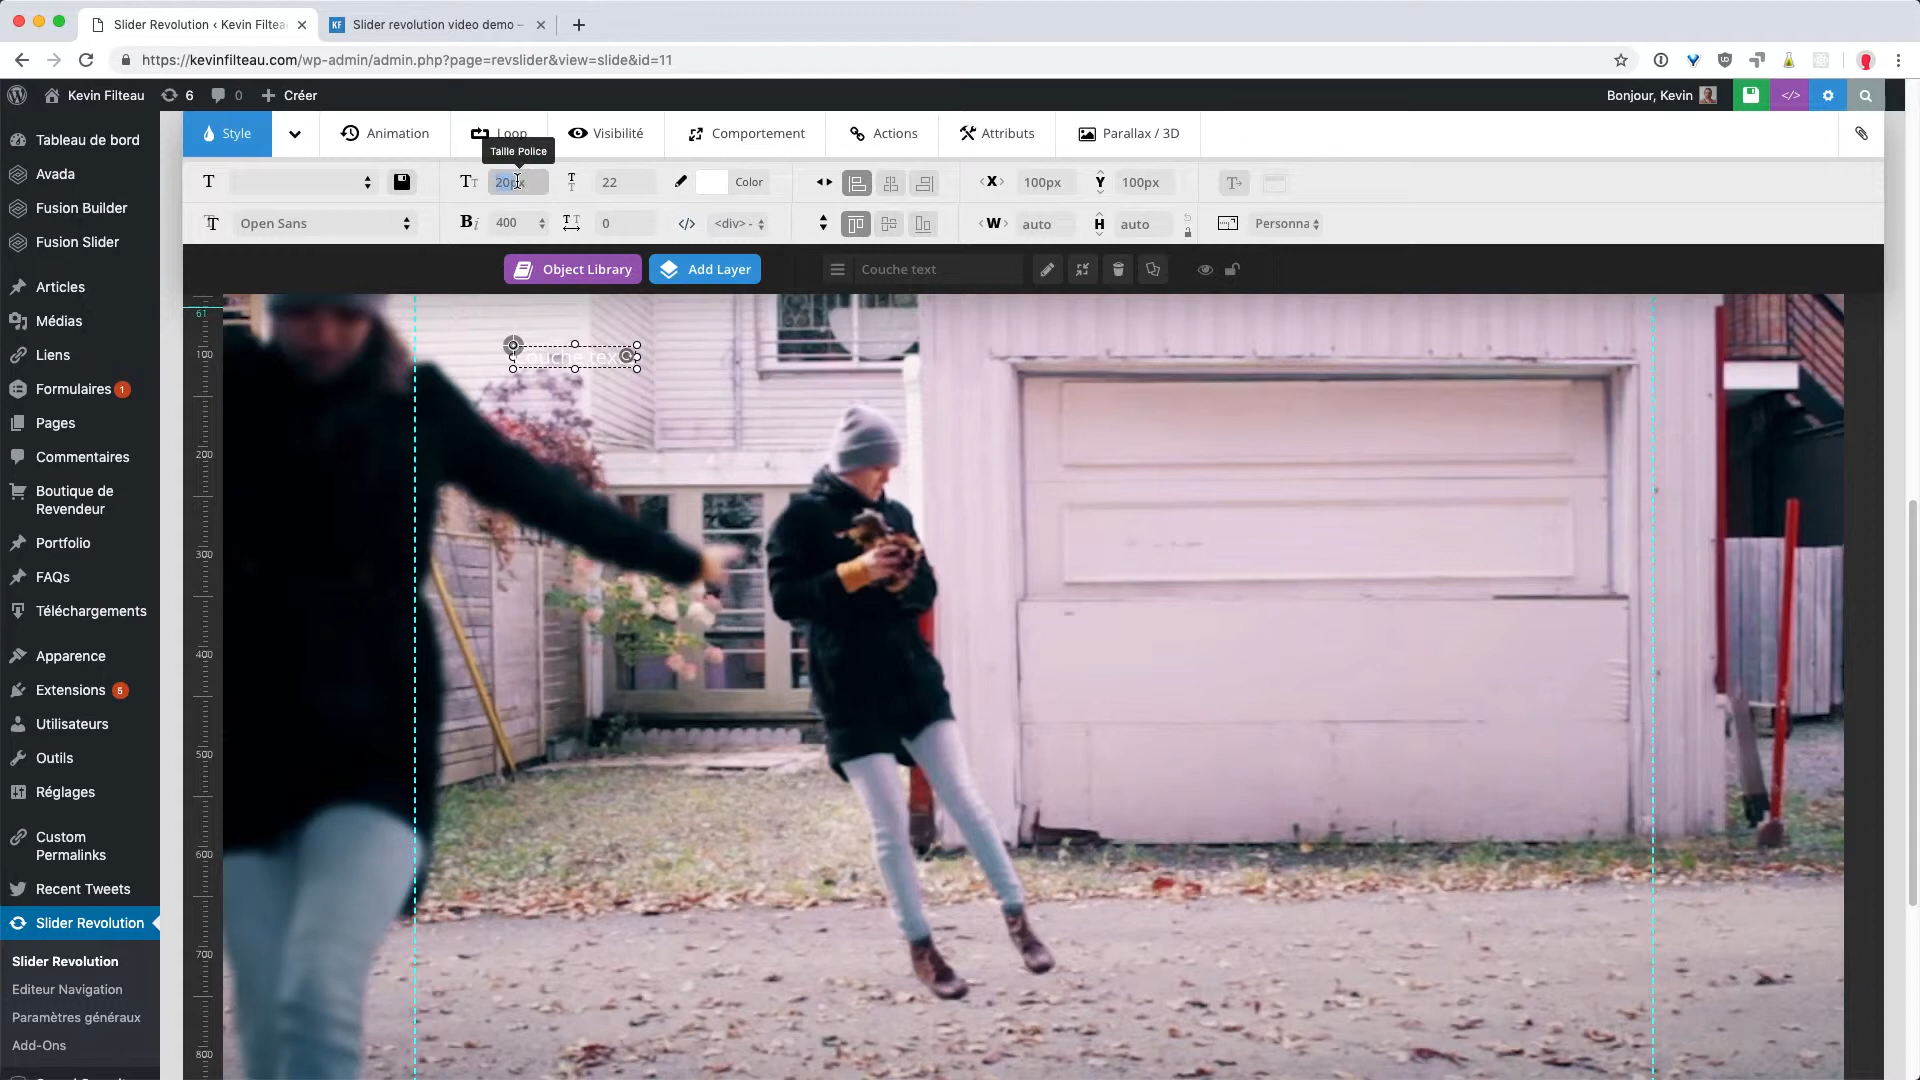 Slider Revolution ‹ Kevin Filtea
KF Slider revolution video demo –
https://kevinfilteau.com/wp-admin/admin.php?page=revslider&view=slide&id=11
Kevin Filteau
6
0
Créer
Bonjour, Kevin
Tableau de bord
Avada
Fusion Builder
Fusion Slider
Articles
Médias
Liens
Formulaires 1
Pages
Commentaires
Boutique de
Revendeur
Portfolio
FAQs
Téléchargements
Apparence
Extensions 5
Utilisateurs
Outils
Réglages
Custom
Permalinks
Recent Tweets
Slider Revolution
Slider Revolution
Editeur Navigation
Paramètres généraux
Add-Ons
Style
Animation
Loop
Visibilité
Comportement
Actions
Attributs
Parallax / 3D
Taille Police
20px
22
Color
X 100px
Y 100px
Open Sans
400
0
</> <div> -
W auto
H auto
Personna
Object Library
Add Layer
Couche text
Couche tex
61
100
200
300
400
500
600
700
800